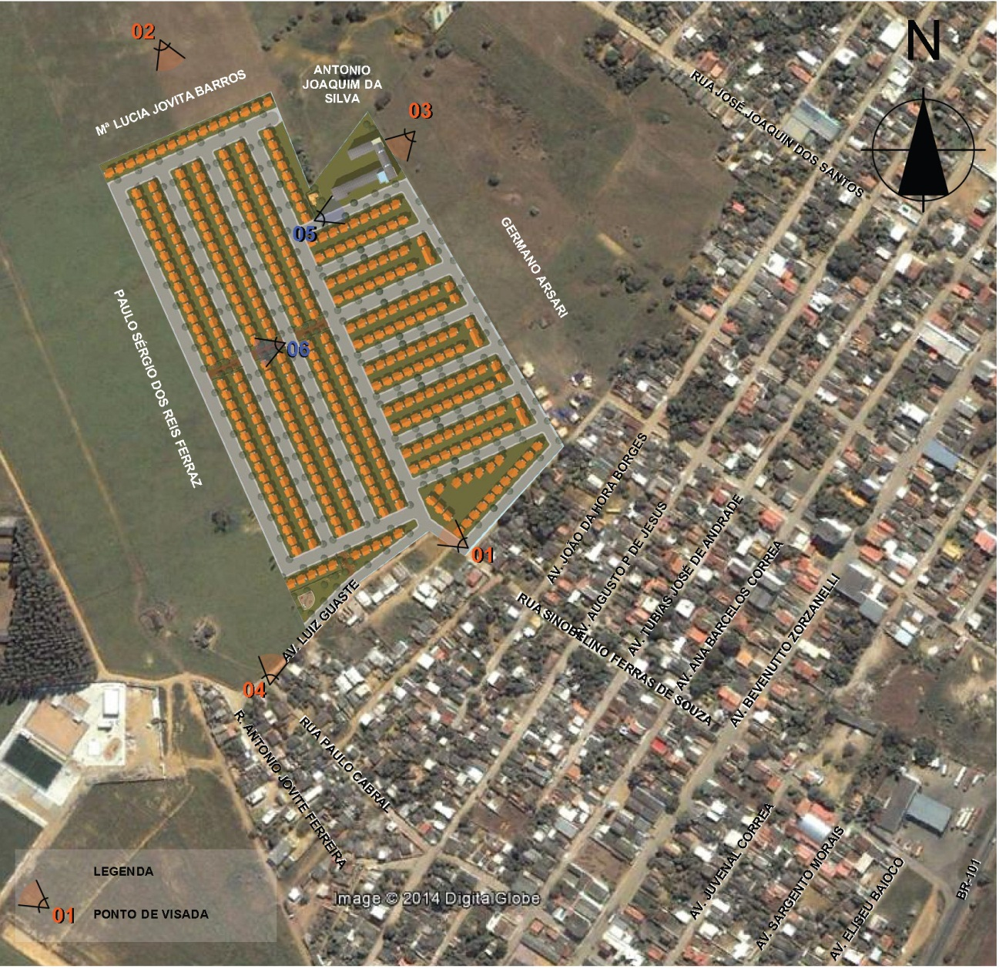 02
Mª LUCIA JOVITA BARROS
ANTONIO
JOAQUIM DA
SILVA
03
N
RUA JOSÉ JOAQUIN DOS SANTOS
05
GERMANO ARSARI
PAULO SÉRGIO DOS REIS FERRAZ
06
01
AV. JOÃO DA HORA BORGES
AV. AUGUSTO P DE JESUS
AV. TUBIAS JOSÉ DE ANDRADE
AV. ANA BARCELOS CORREA
AV. BEVENUTTO ZORZANELLI
RUA SINOBELINO FERRAS DE SOUZA
AV. LUIZ GUASTE
04
R. ANTONIO JOVITE FERREIRA
RUA PAULO CABRAL
AV. JUVENAL CORREA
AV. SARGENTO MORAIS
AV. ELISEU BAIOCO
BR-101
LEGENDA
01 PONTO DE VISADA
Image © 2014 DigitalGlobe